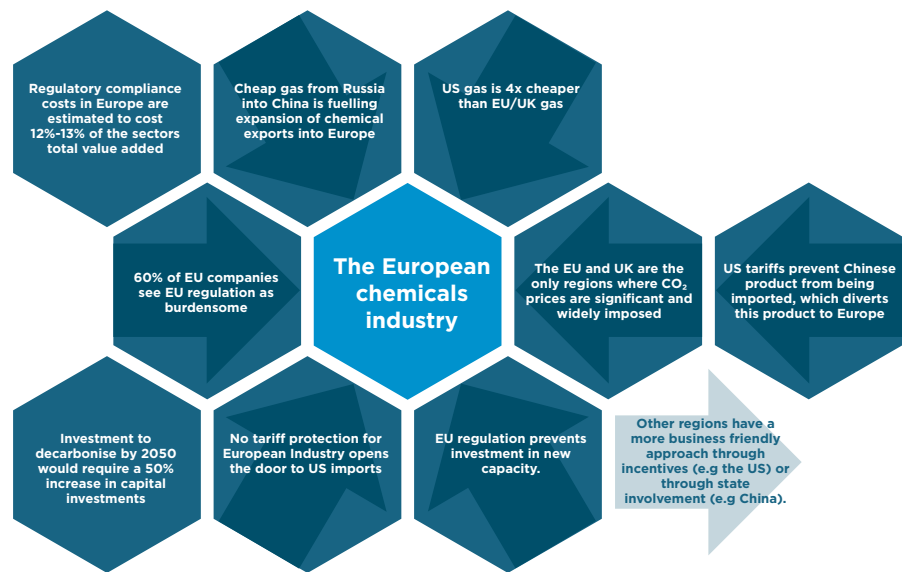 Regulatory compliance
costs in Europe are
estimated to cost
12%-13% of the sectors
total value added
Cheap gas from Russia
into China is fuelling
expansion of chemical
exports into Europe
US gas is 4x cheaper
than EU/UK gas
60% of EU companies
see EU regulation as
burdensome
The European
chemicals
industry
The EU and UK are the
only regions where CO₂
prices are significant and
widely imposed
US tariffs prevent Chinese
product from being
imported, which diverts
this product to Europe
Investment to
decarbonise by 2050
would require a 50%
increase in capital
investments
No tariff protection for
European Industry opens
the door to US imports
EU regulation prevents
investment in new
capacity.
Other regions have a
more business friendly
approach through
incentives (e.g the US) or
through state
involvement (e.g China).